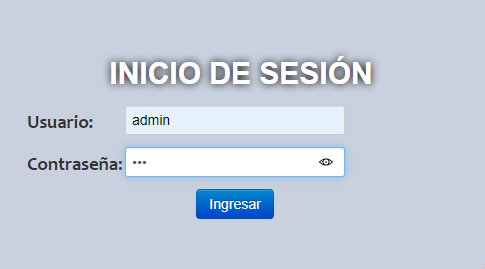 INICIO DE SESIÓN
Usuario: admin
Contraseña: •••
Ingresar